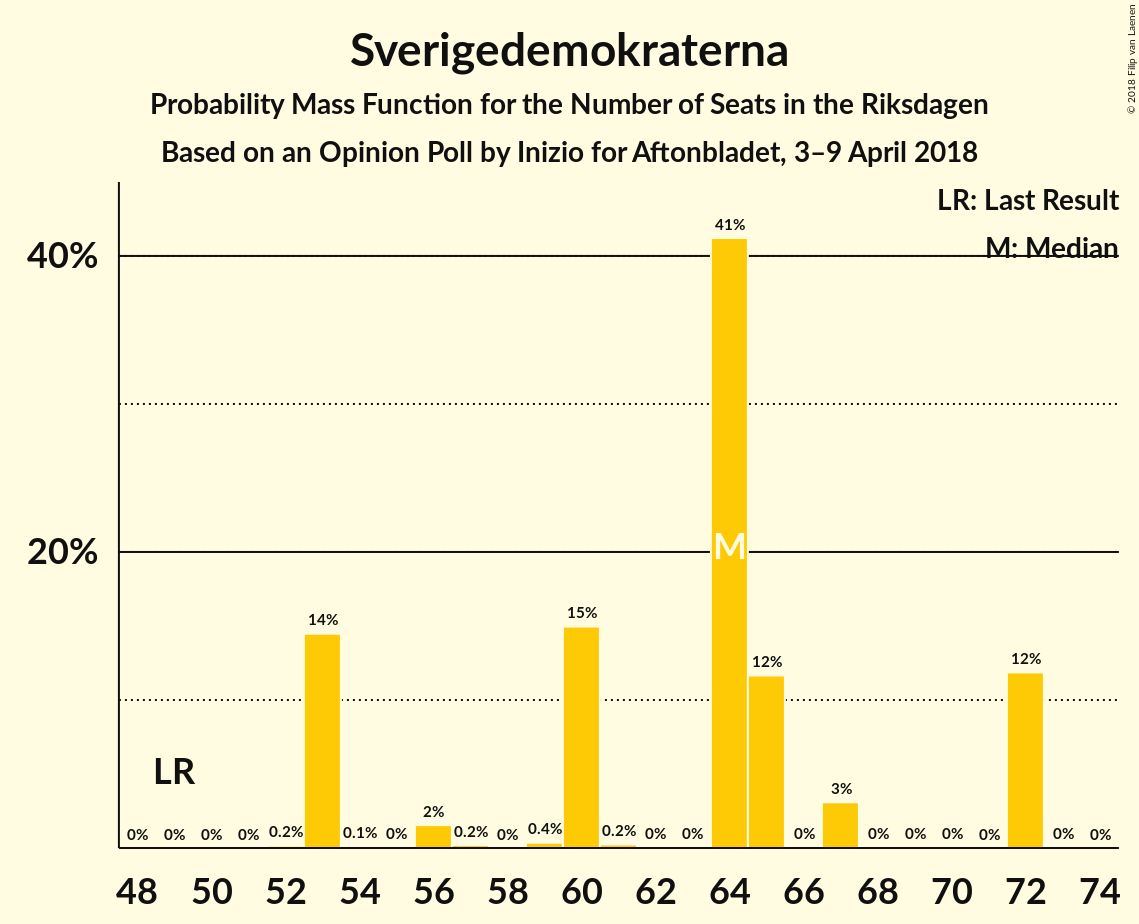 Sverigedemokraterna
Probability Mass Function for the Number of Seats in the Riksdagen
Based on an Opinion Poll by Inizio for Aftonbladet, 3–9 April 2018
© 2018 Filip van Laenen
LR: Last Result
M: Median
40%
20%
41%
M
15%
14%
12%
12%
LR
3%
2%
0% 0% 0% 0% 0.2% 0.1% 0% 0.2% 0% 0.4% 0.2% 0% 0% 0% 0% 0% 0% 0% 0% 0%
48 50 52 54 56 58 60 62 64 66 68 70 72 74